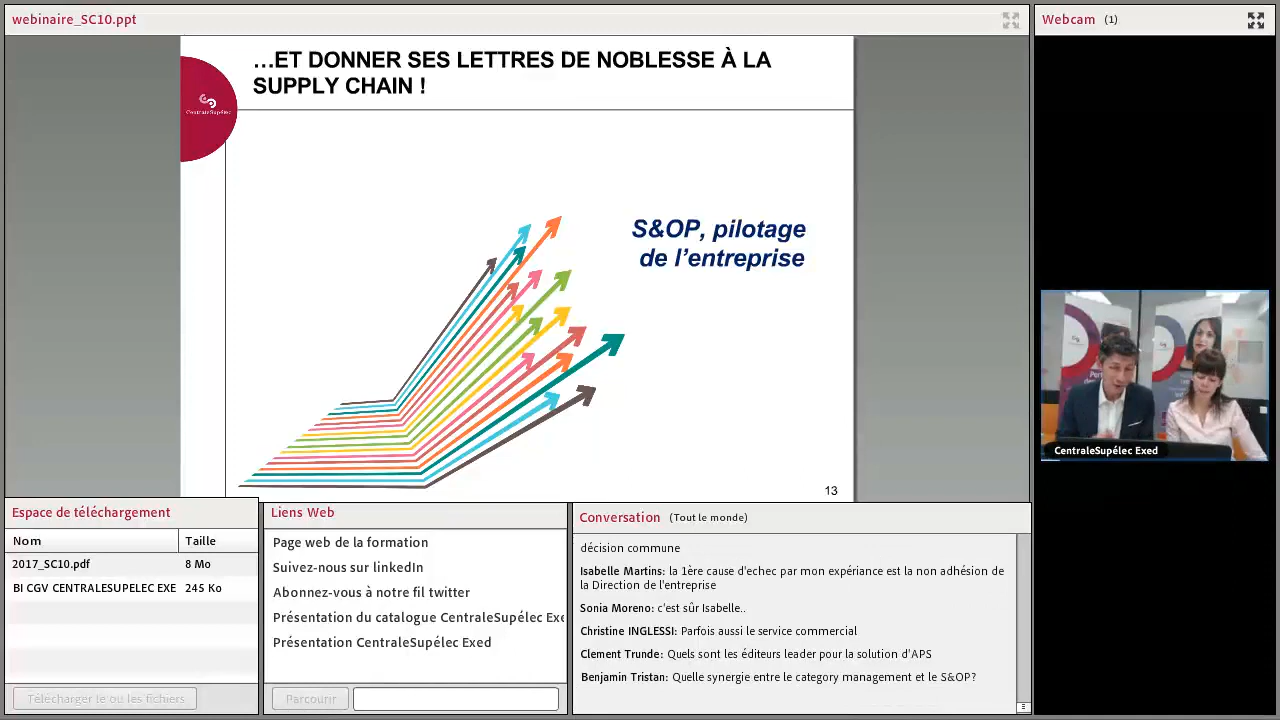 webinaire_SC10.ppt
Webcam (1)
…ET DONNER SES LETTRES DE NOBLESSE À LA
SUPPLY CHAIN !
CentraleSupélec
S&OP, pilotage
de l’entreprise
13
CentraleSupélec Exed
Espace de téléchargement
Nom Taille
2017_SC10.pdf 8 Mo
BI CGV CENTRALESUPELEC EXE 245 Ko
Télécharger le ou les fichiers
Liens Web
Page web de la formation
Suivez-nous sur linkedIn
Abonnez-vous à notre fil twitter
Présentation du catalogue CentraleSupélec Exe
Présentation CentraleSupélec Exed
Parcourir
Conversation (Tout le monde)
décision commune
Isabelle Martins: la 1ère cause d'echec par mon expériance est la non adhésion de
la Direction de l'entreprise
Sonia Moreno: c'est sûr Isabelle..
Christine INGLESSI: Parfois aussi le service commercial
Clement Trunde: Quels sont les éditeurs leader pour la solution d'APS
Benjamin Tristan: Quelle synergie entre le category management et le S&OP?